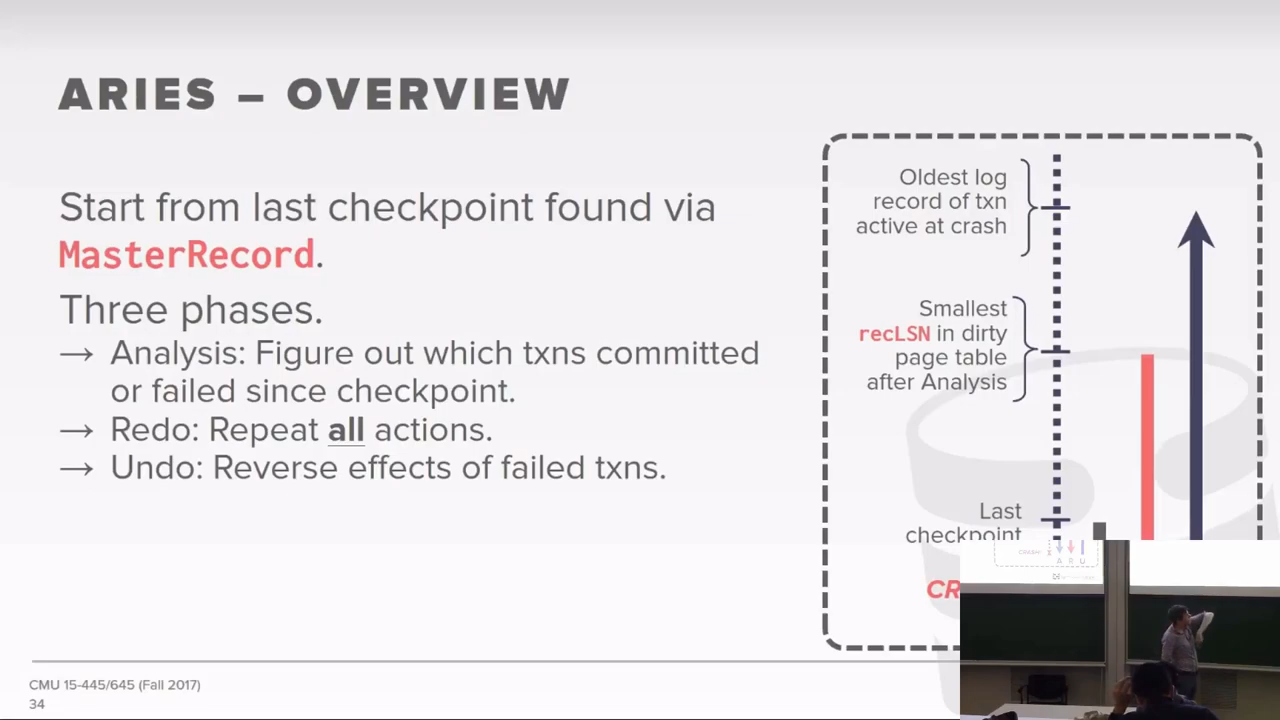 ARIES – OVERVIEW
Start from last checkpoint found via
MasterRecord.
Three phases.
→ Analysis: Figure out which txns committed
or failed since checkpoint.
→ Redo: Repeat all actions.
→ Undo: Reverse effects of failed txns.
Oldest log
record of txn
active at crash
Smallest
recLSN in dirty
page table
after Analysis
Last
checkpoint
CR
CRASH!
A R U
CMU 15-445/645 (Fall 2017)
34